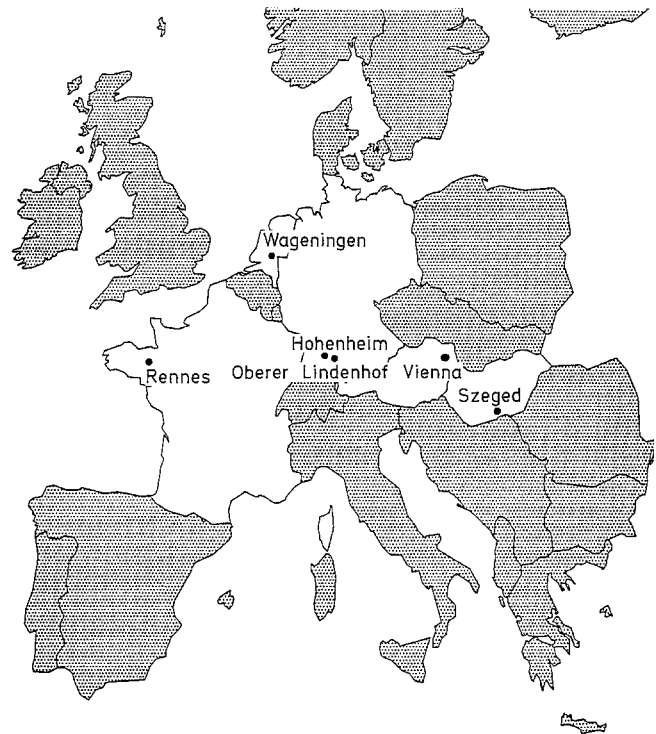 Wageningen
Hohenheim
Rennes
Oberer Lindenhof
Vienna
Szeged